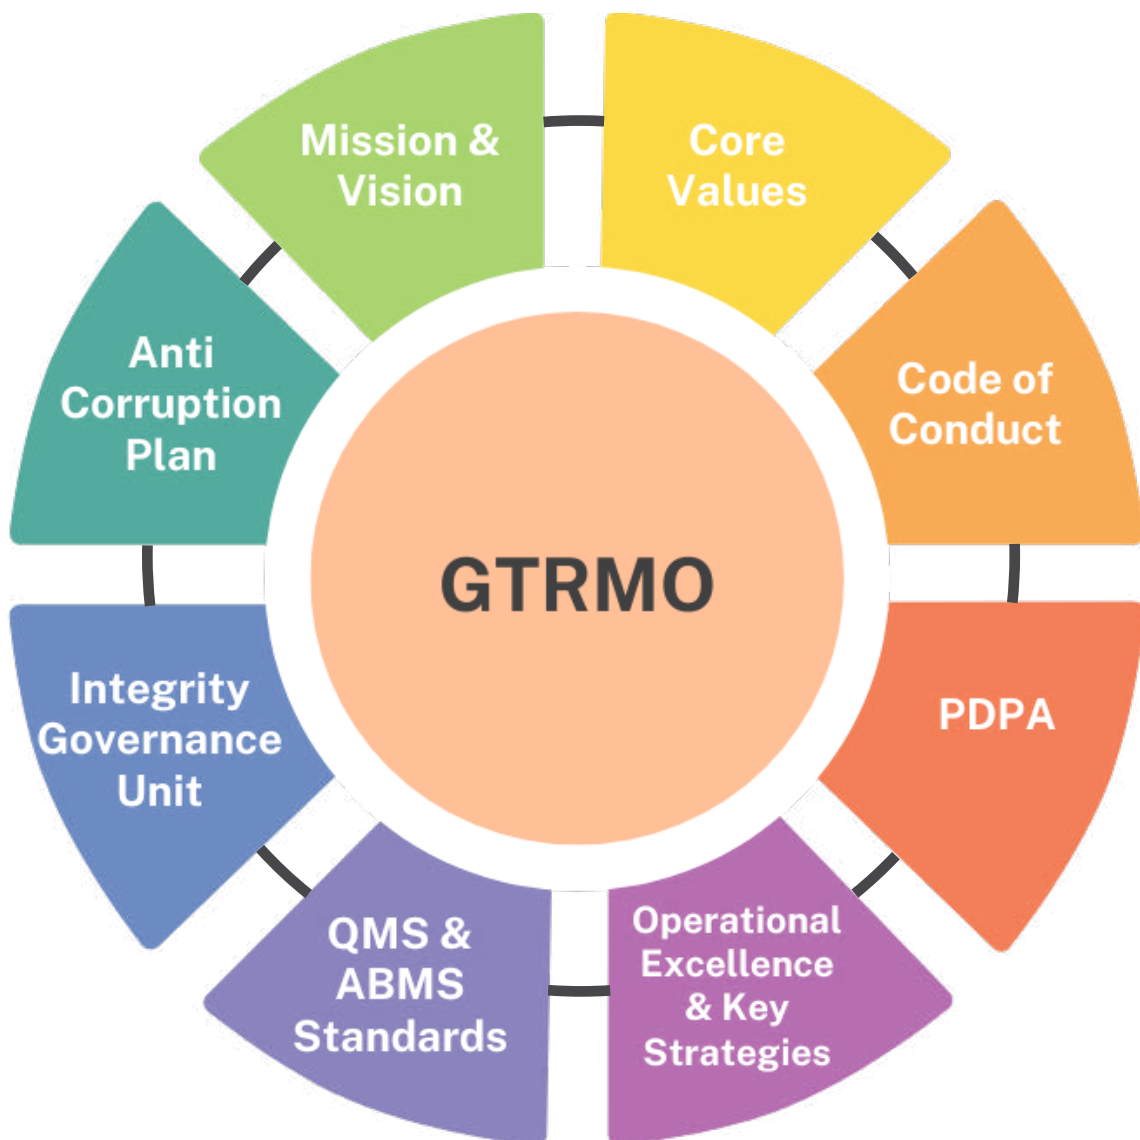 Mission &
Vision
Core
Values
Code of
Conduct
PDPA
Operational
Excellence
& Key
Strategies
QMS &
ABMS
Standards
Integrity
Governance
Unit
Anti
Corruption
Plan
GTRMO